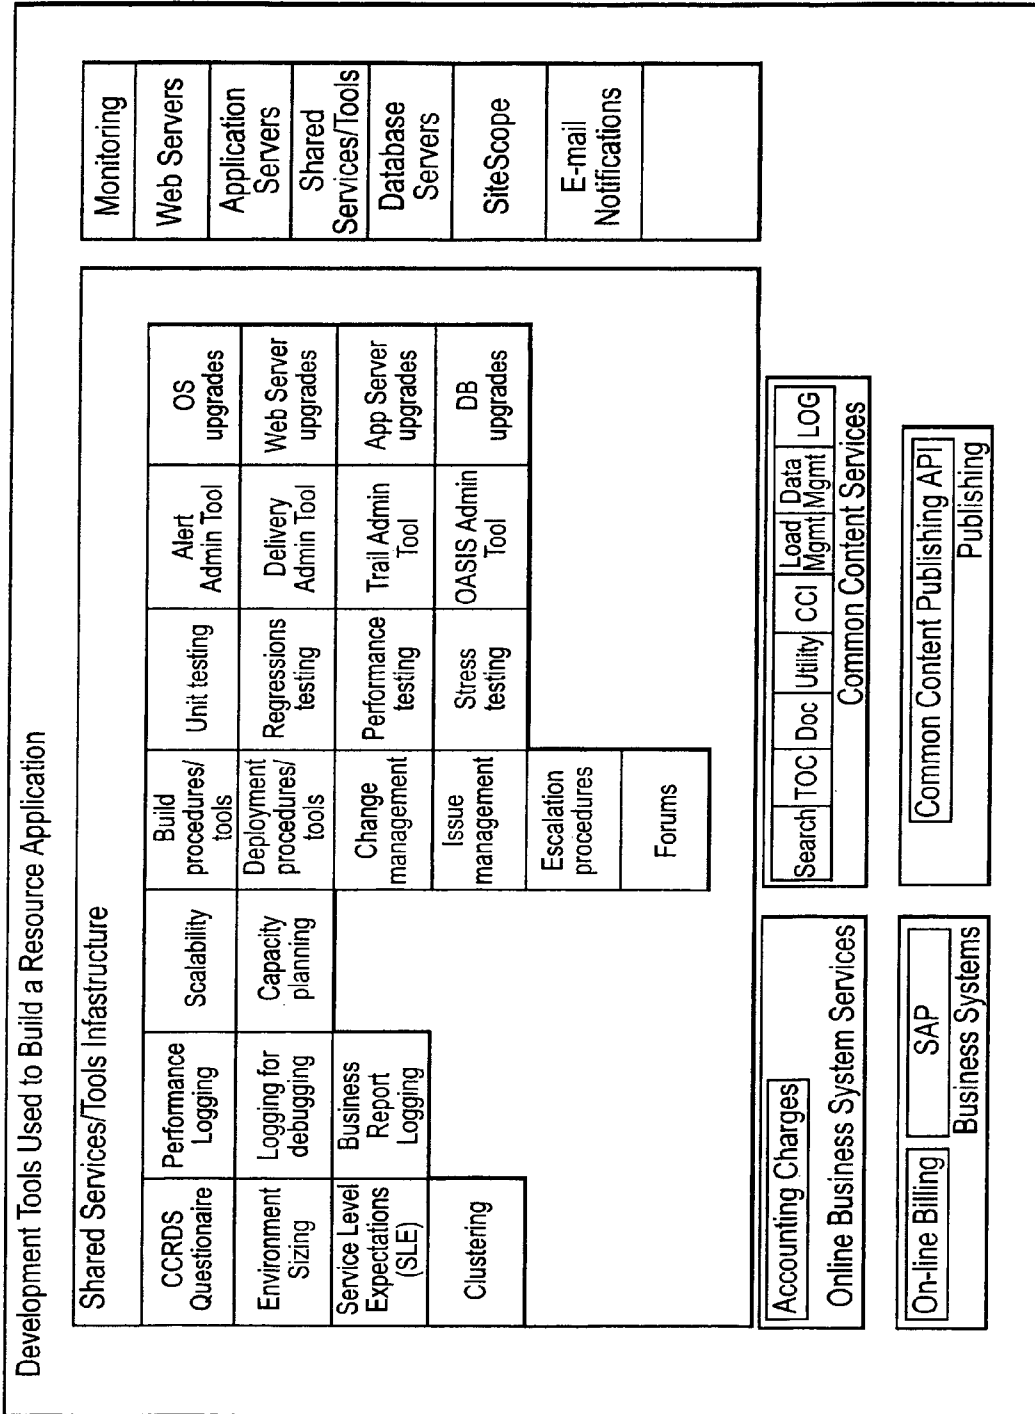 Development Tools Used to Build a Resource Application
Shared Services/Tools Infastructure
CCRDS
Questionaire
Environment
Sizing
Service Level
Expectations
(SLE)
Clustering
Performance
Logging
Logging for
debugging
Business
Report
Logging
Scalability
Capacity
planning
Build
procedures/
tools
Deployment
procedures/
tools
Change
management
Issue
management
Escalation
procedures
Forums
Unit testing
Regressions
testing
Performance
testing
Stress
testing
Alert
Admin Tool
Delivery
Admin Tool
Trail Admin
Tool
OASIS Admin
Tool
OS
upgrades
Web Server
upgrades
App Server
upgrades
DB
upgrades
Monitoring
Web Servers
Application
Servers
Shared
Services/Tools
Database
Servers
SiteScope
E-mail
Notifications
Accounting Charges
Online Business System Services
Search
TOC
Doc
Utility
CCI
Load
Mgmt
Data
Mgmt
LOG
Common Content Services
On-line Billing
SAP
Business Systems
Common Content Publishing API
Publishing